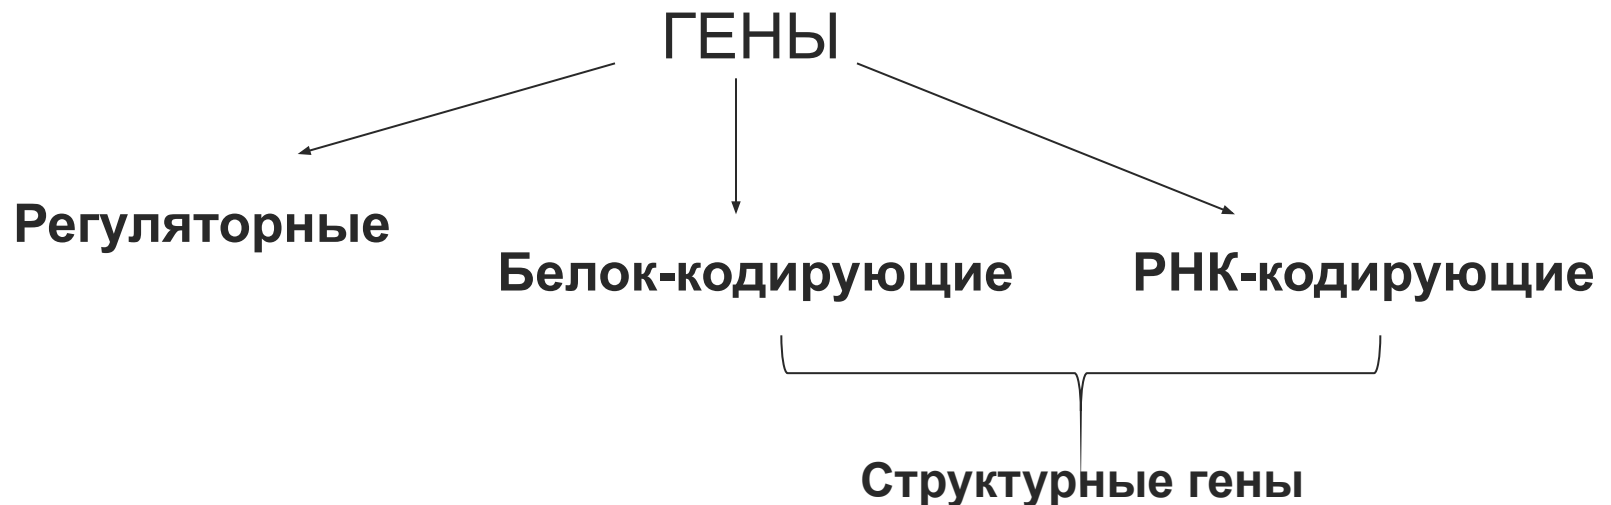 ГЕНЫ
Регуляторные
Белок-кодирующие
РНК-кодирующие
Структурные гены